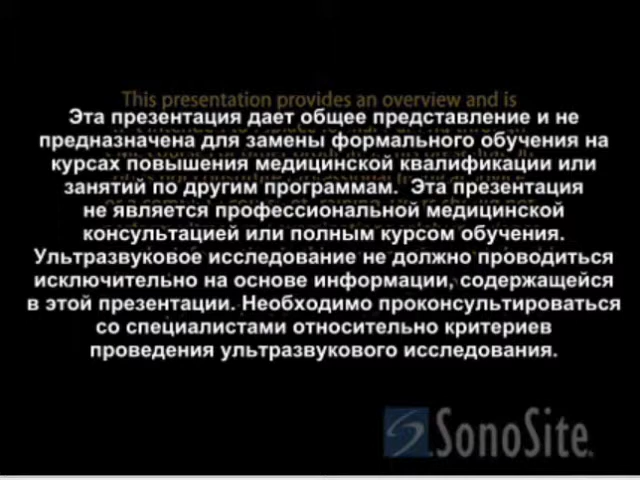 This presentation provides an overview and is
Эта презентация дает общее представление и не
предназначена для замены формального обучения на
курсах повышения медицинской квалификации или
занятий по другим программам. Эта презентация
не является профессиональной медицинской
консультацией или полным курсом обучения.
Ультразвуковое исследование не должно проводиться
исключительно на основе информации, содержащейся
в этой презентации. Необходимо проконсультироваться
со специалистами относительно критериев
проведения ультразвукового исследования.
SonoSite